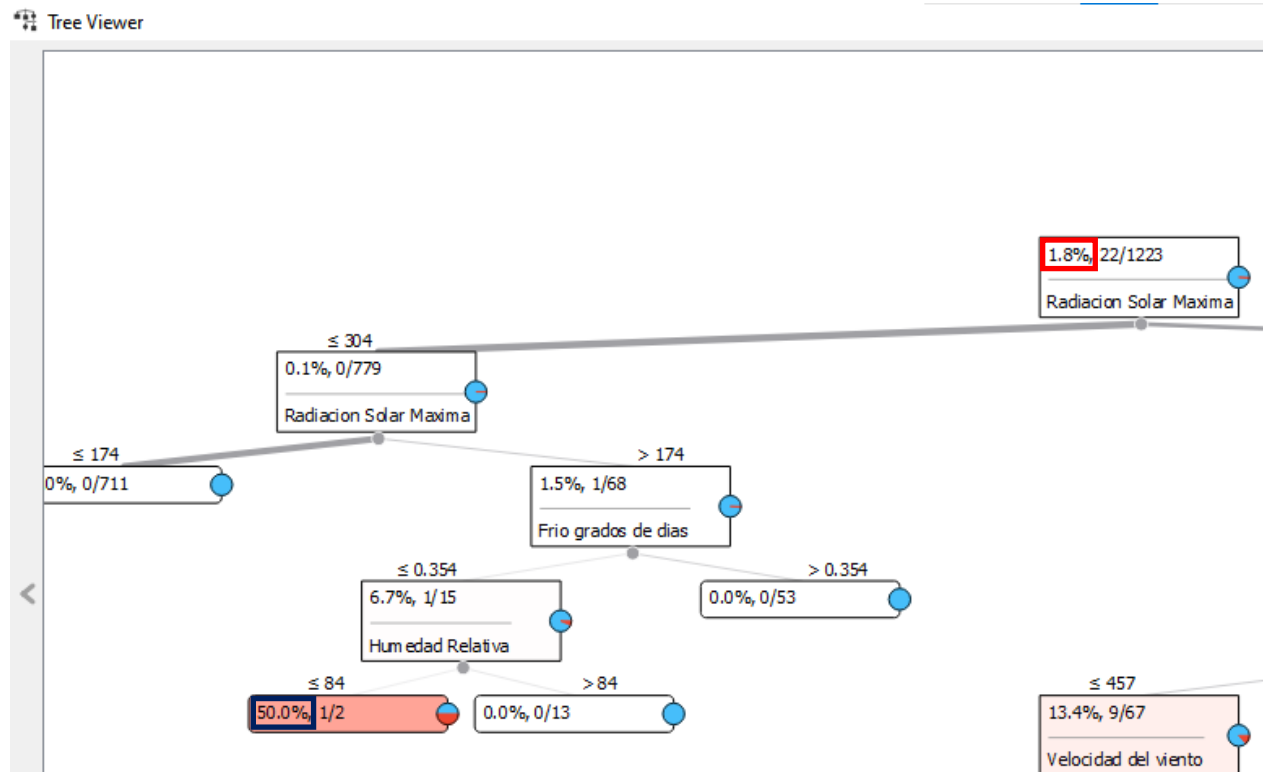 Tree Viewer
1.8%, 22/1223
Radiacion Solar Maxima
≤ 304
0.1%, 0/779
Radiacion Solar Maxima
≤ 174
0%, 0/711
> 174
1.5%, 1/68
Frio grados de dias
≤ 0.354
6.7%, 1/15
Humedad Relativa
> 0.354
0.0%, 0/53
≤ 84
50.0%, 1/2
> 84
0.0%, 0/13
≤ 457
13.4%, 9/67
Velocidad del viento